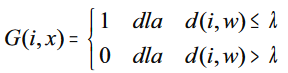 G(i,x) = { 1 dla d(i,w) ≤ λ
0 dla d(i,w) > λ